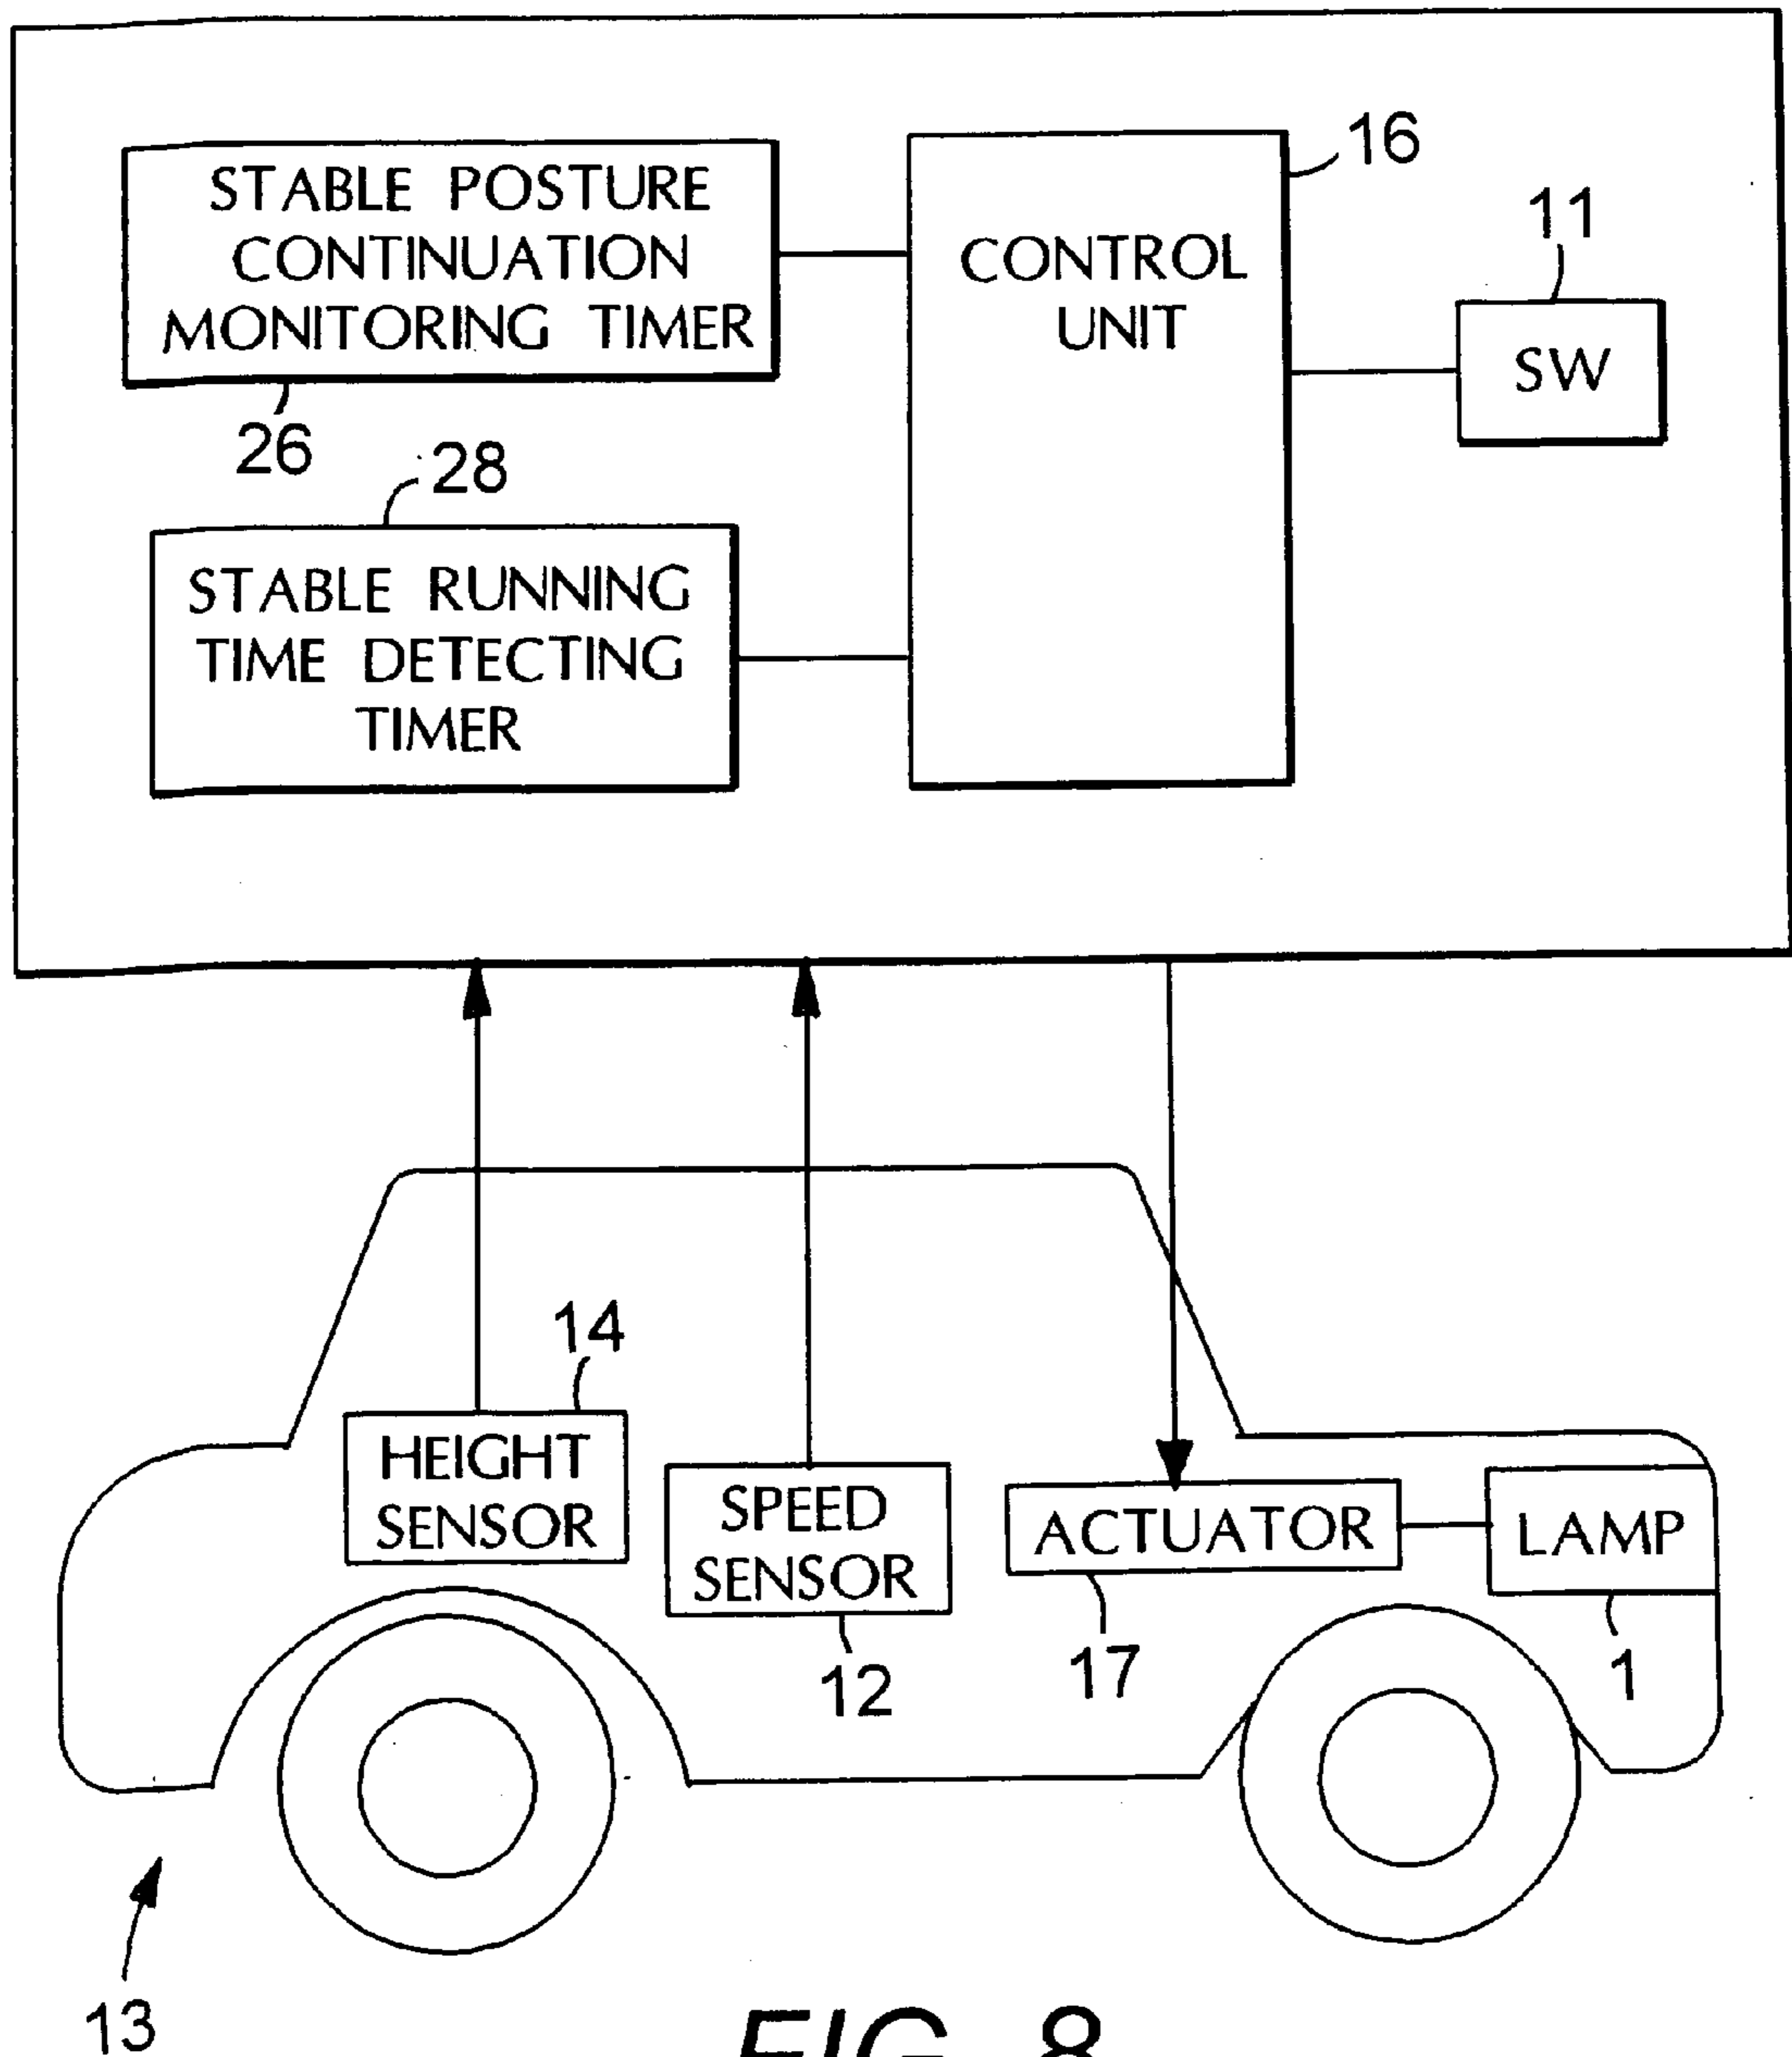 16
STABLE POSTURE
CONTINUATION
MONITORING TIMER
CONTROL
UNIT
11
SW
26
28
STABLE RUNNING
TIME DETECTING
TIMER
14
HEIGHT
SENSOR
SPEED
SENSOR
ACTUATOR
LAMP
12
17
1
13
FIG. 8